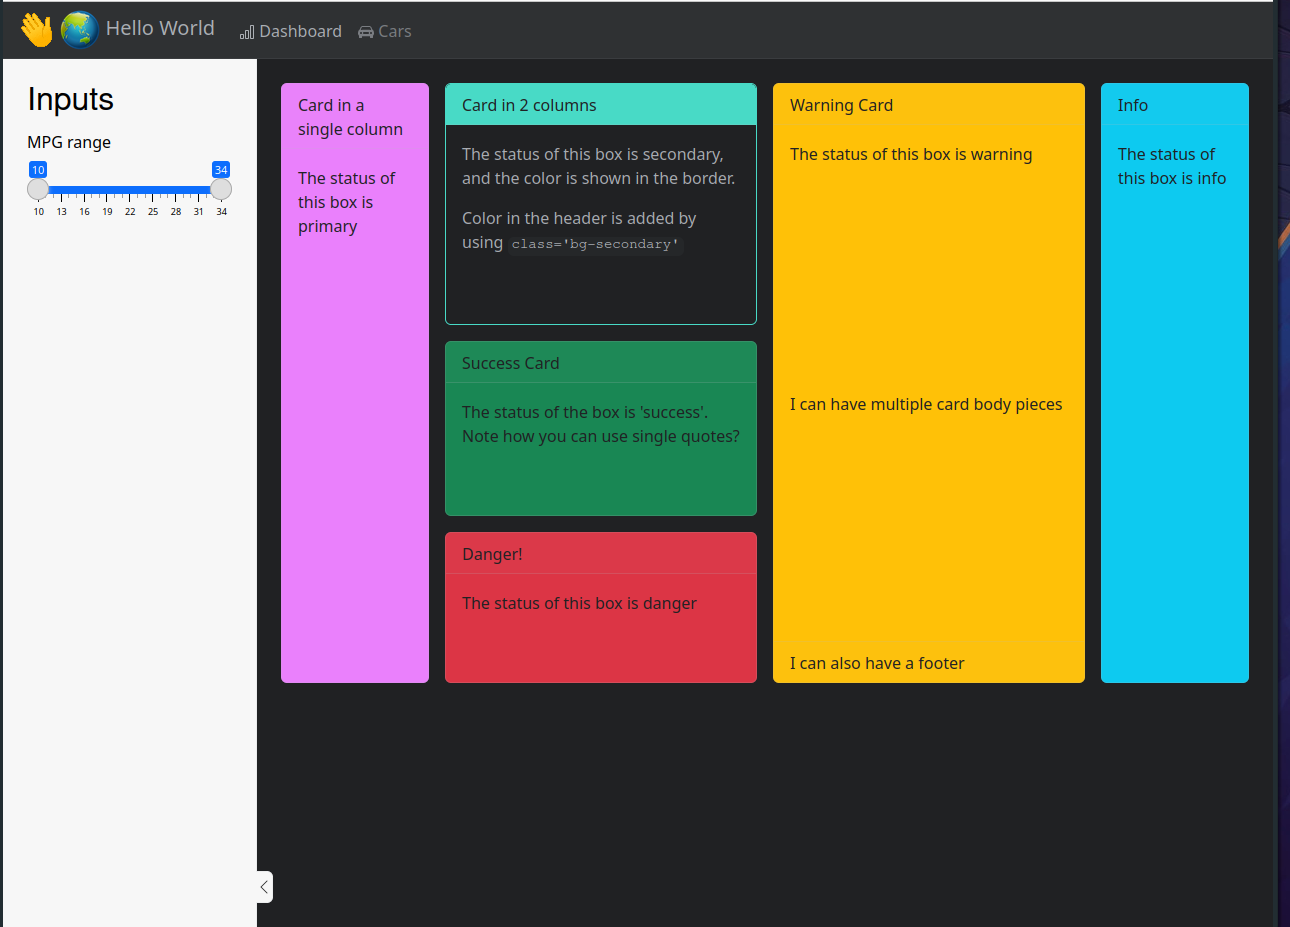 Hello World
Dashboard
Cars
Inputs
MPG range
10
34
10 13 16 19 22 25 28 31 34
Card in a
single column
The status of
this box is
primary
Card in 2 columns
The status of this box is secondary,
and the color is shown in the border.
Color in the header is added by
using class='bg-secondary'
Success Card
The status of the box is 'success'.
Note how you can use single quotes?
Danger!
The status of this box is danger
Warning Card
The status of this box is warning
I can have multiple card body pieces
I can also have a footer
Info
The status of
this box is info